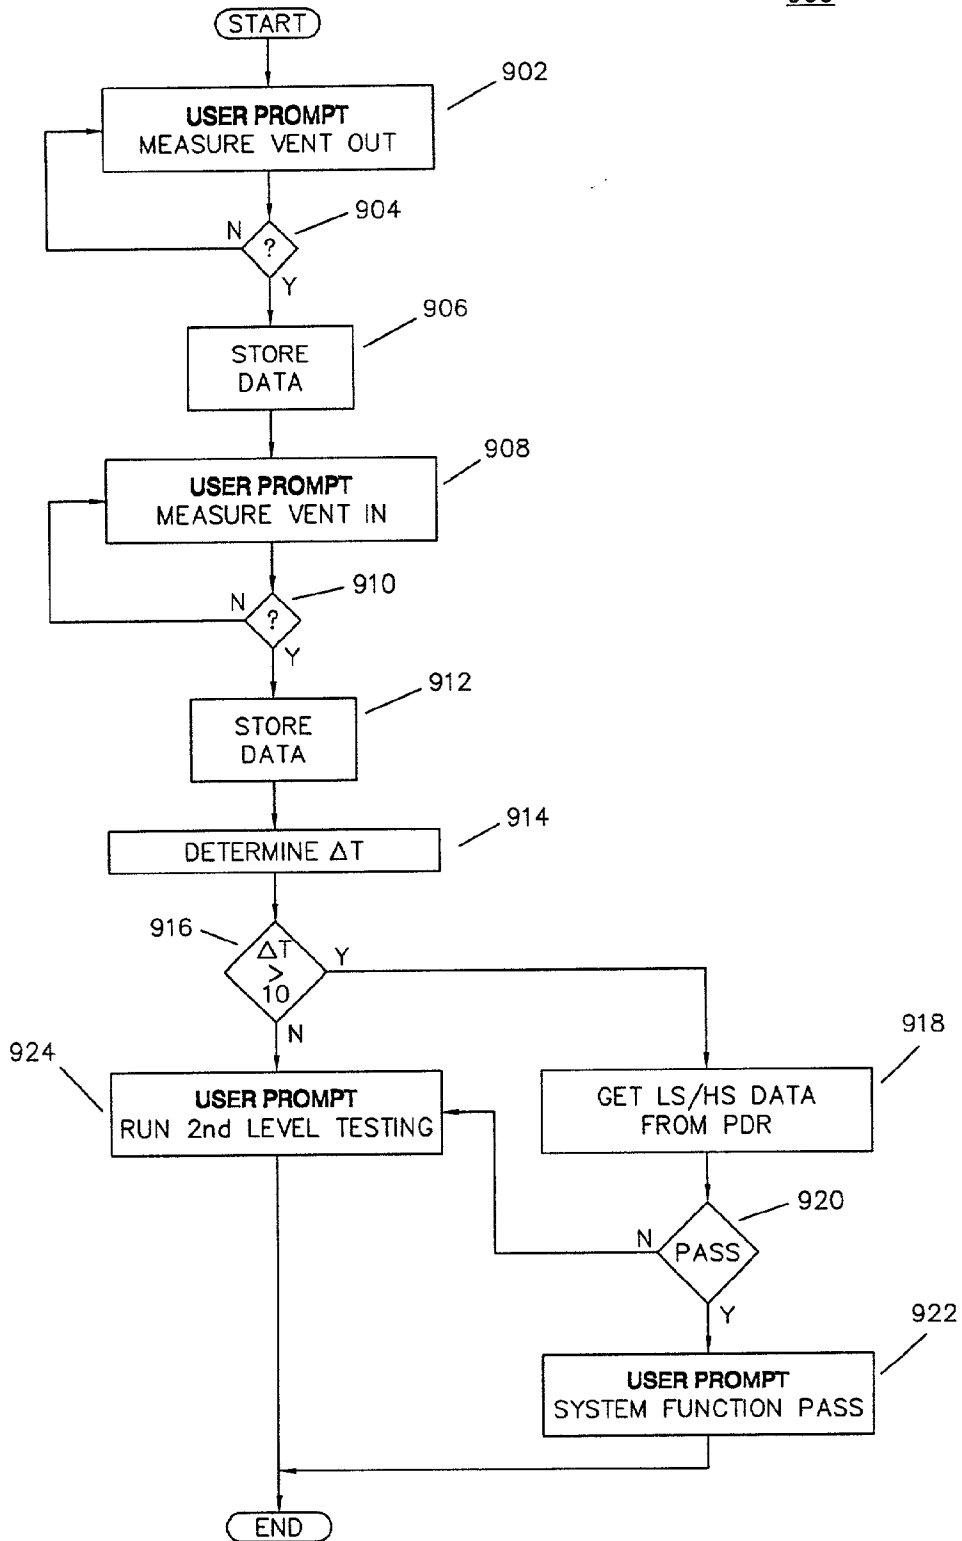 START
902
USER PROMPT
MEASURE VENT OUT
904
N
?
Y
906
STORE
DATA
908
USER PROMPT
MEASURE VENT IN
910
N
?
Y
912
STORE
DATA
914
DETERMINE ΔT
916
ΔT
>
10
Y
N
918
GET LS/HS DATA
FROM PDR
924
USER PROMPT
RUN 2nd LEVEL TESTING
920
N
PASS
Y
922
USER PROMPT
SYSTEM FUNCTION PASS
END